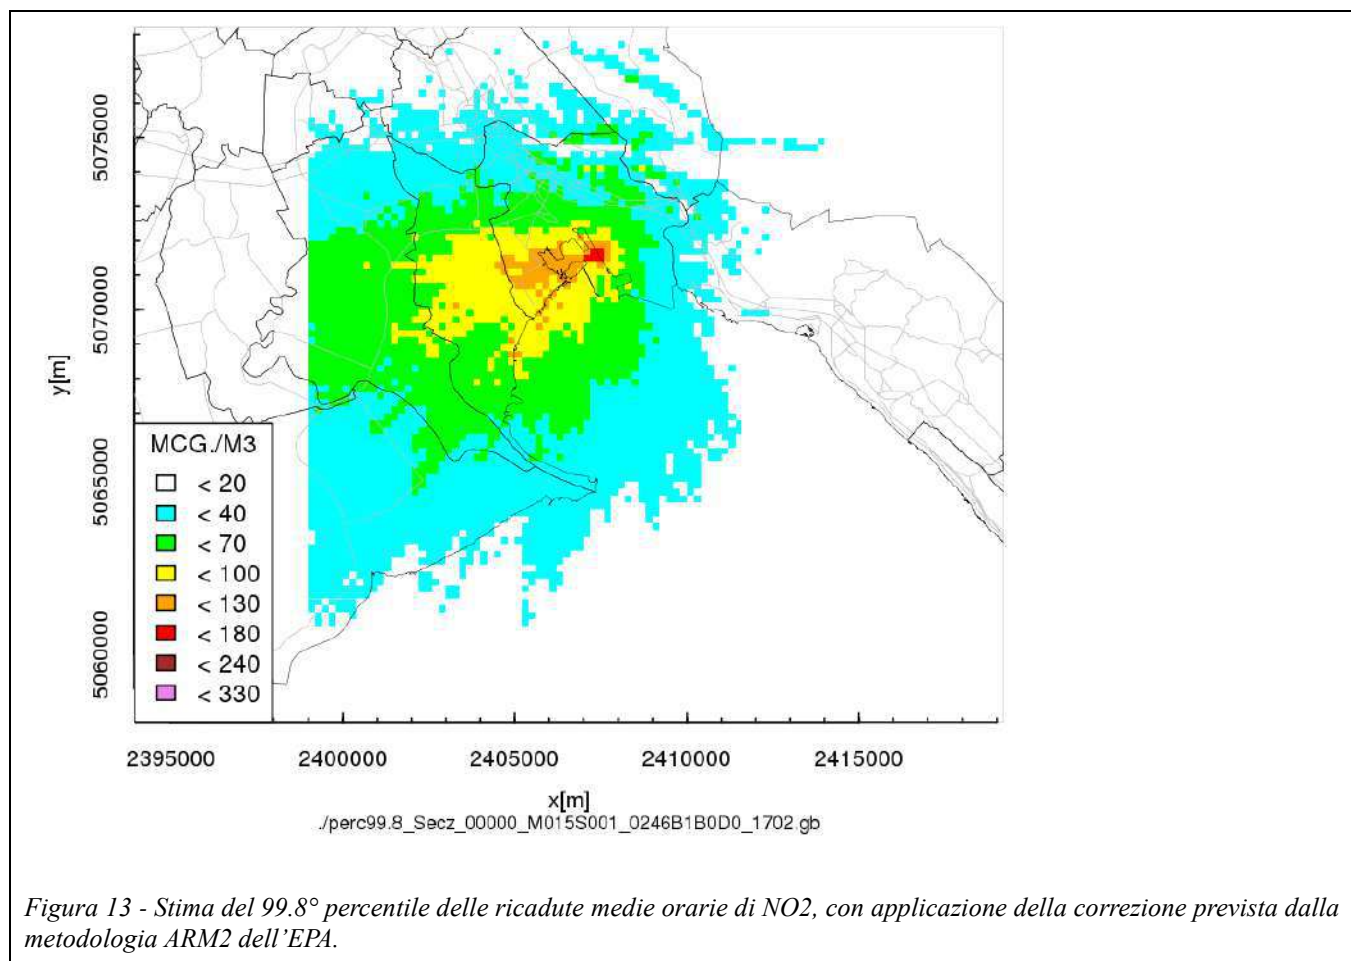 5075000
5070000
5065000
5060000
y[m]
MCG./M3
< 20
< 40
< 70
< 100
< 130
< 180
< 240
< 330
2395000 2400000 2405000 2410000 2415000
x[m]
./perc99.8_Secz_00000_M015S001_0246B1B0D0_1702.gb
Figura 13 - Stima del 99.8° percentile delle ricadute medie orarie di NO2, con applicazione della correzione prevista dalla
metodologia ARM2 dell’EPA.